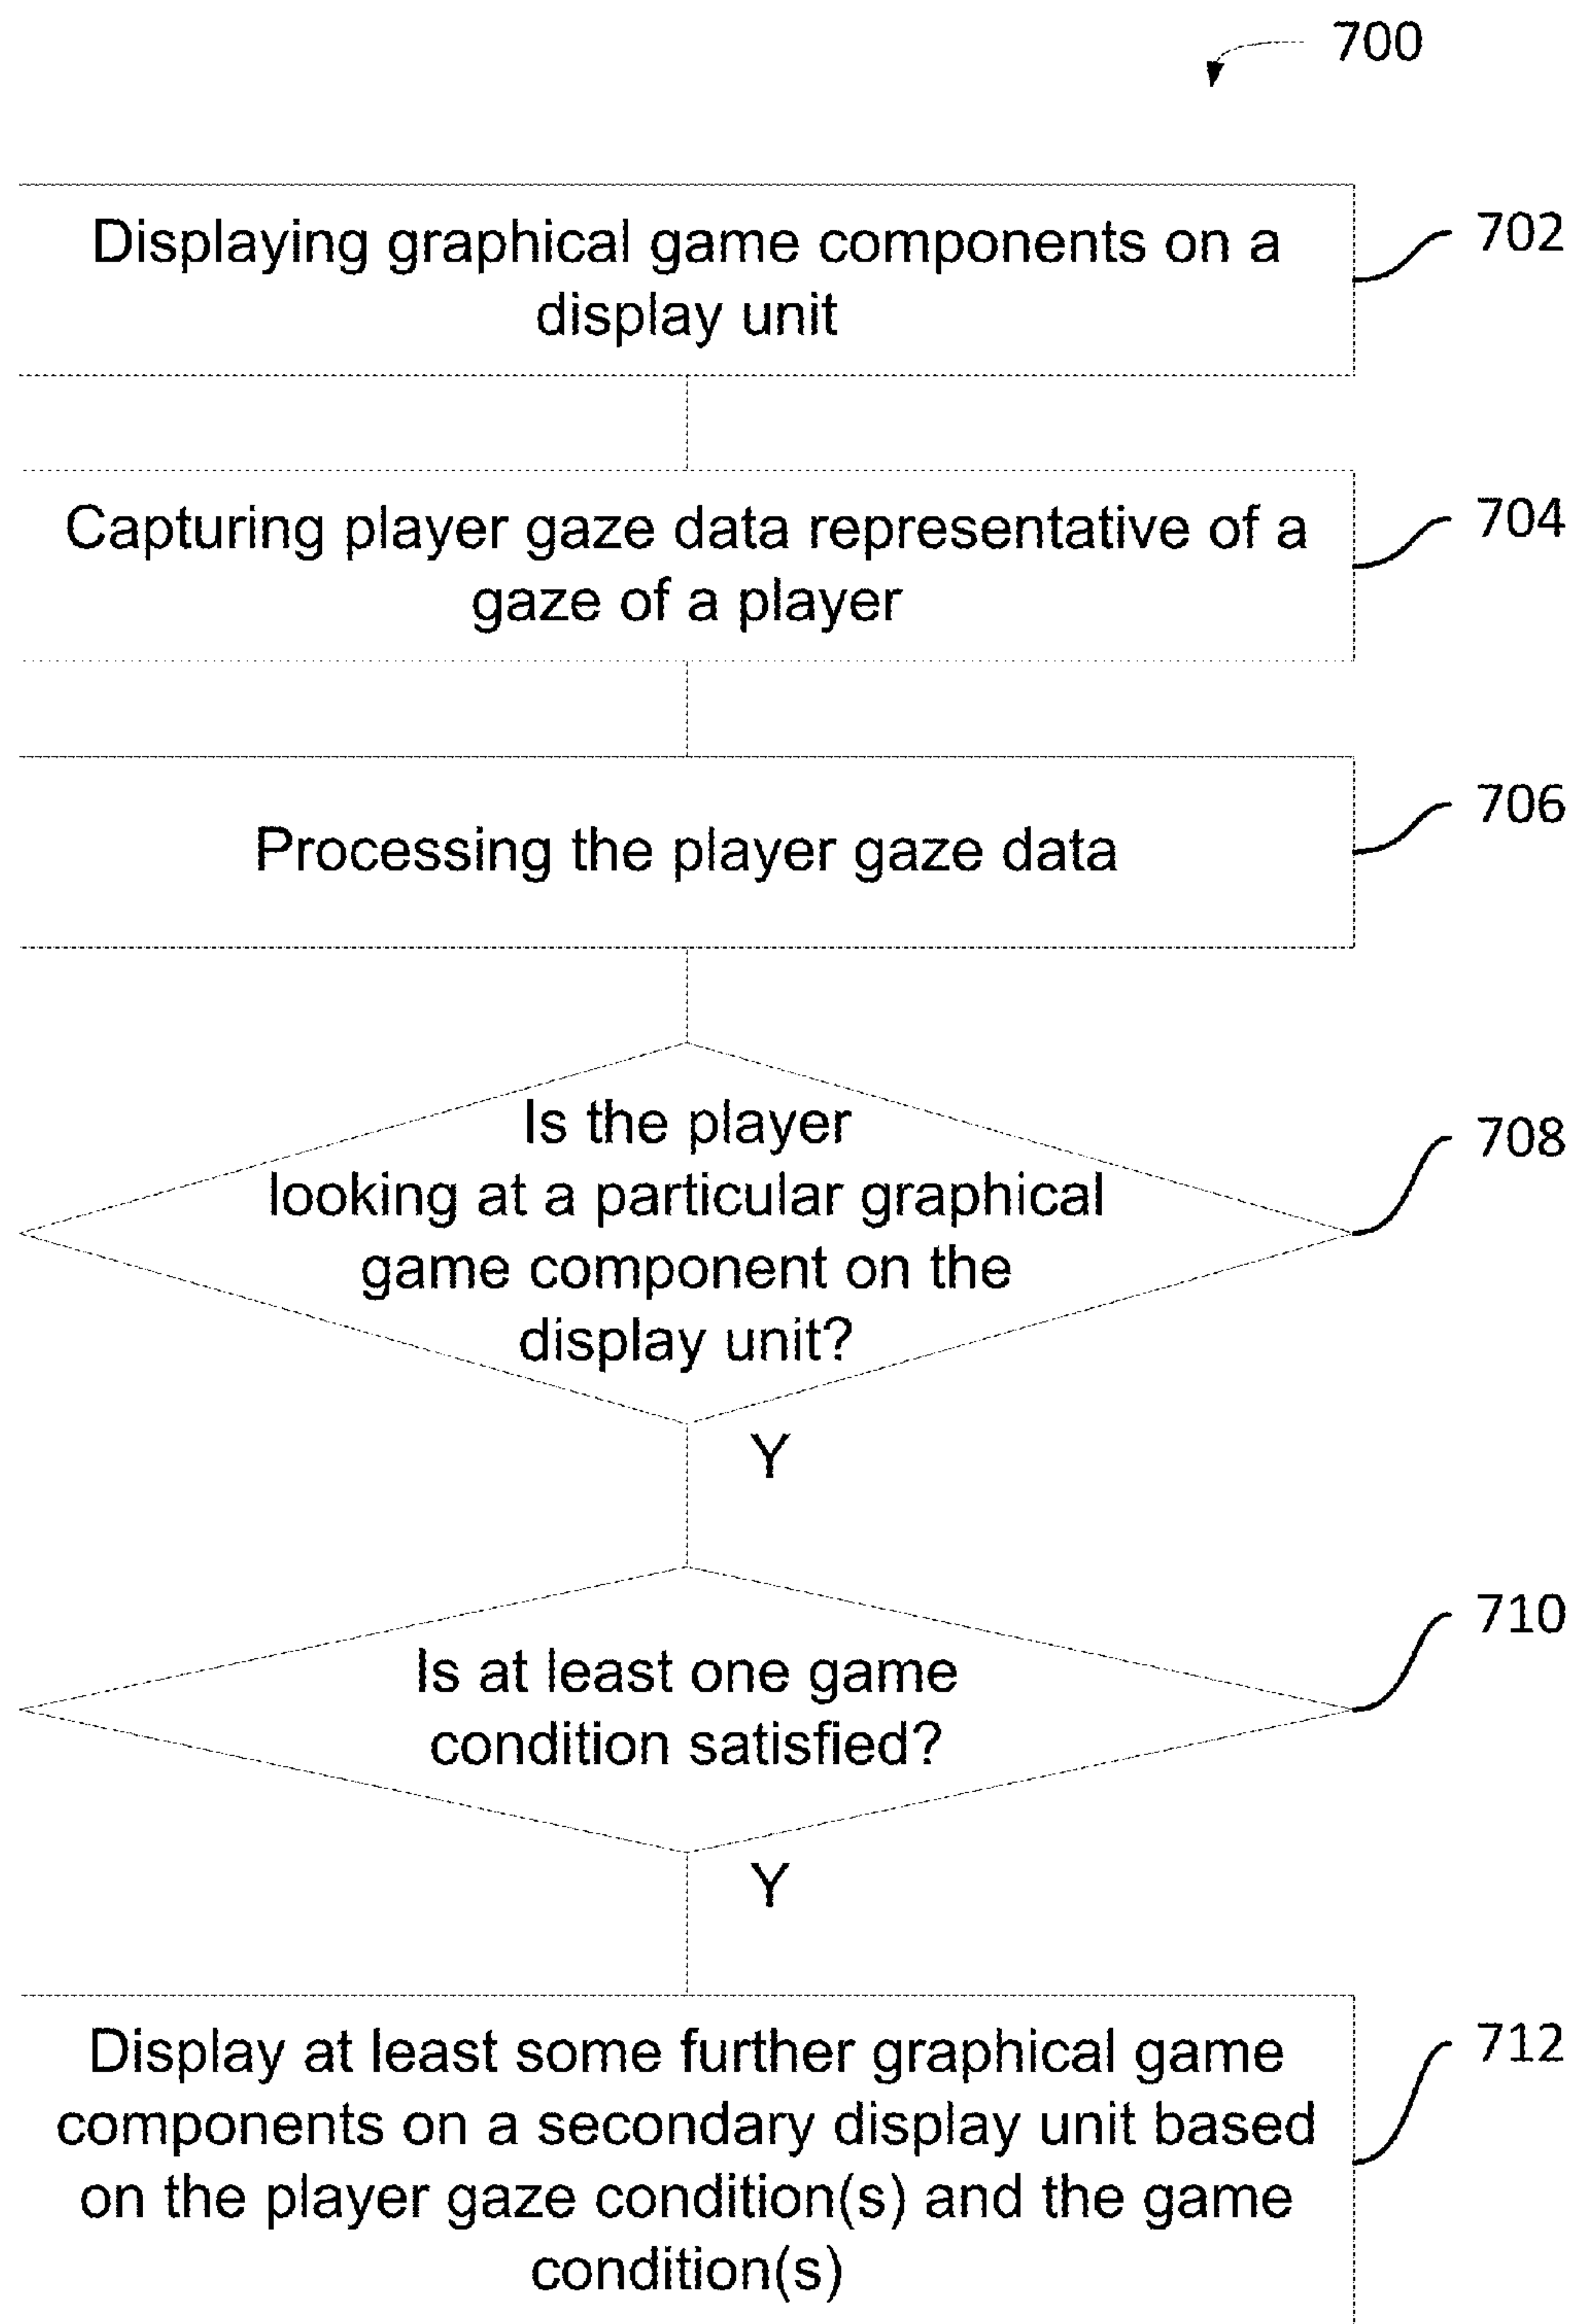 700
Displaying graphical game components on a
display unit
702
Capturing player gaze data representative of a
gaze of a player
704
Processing the player gaze data
706
Is the player
looking at a particular graphical
game component on the
display unit?
708
Y
Is at least one game
condition satisfied?
710
Y
Display at least some further graphical game
components on a secondary display unit based
on the player gaze condition(s) and the game
condition(s)
712